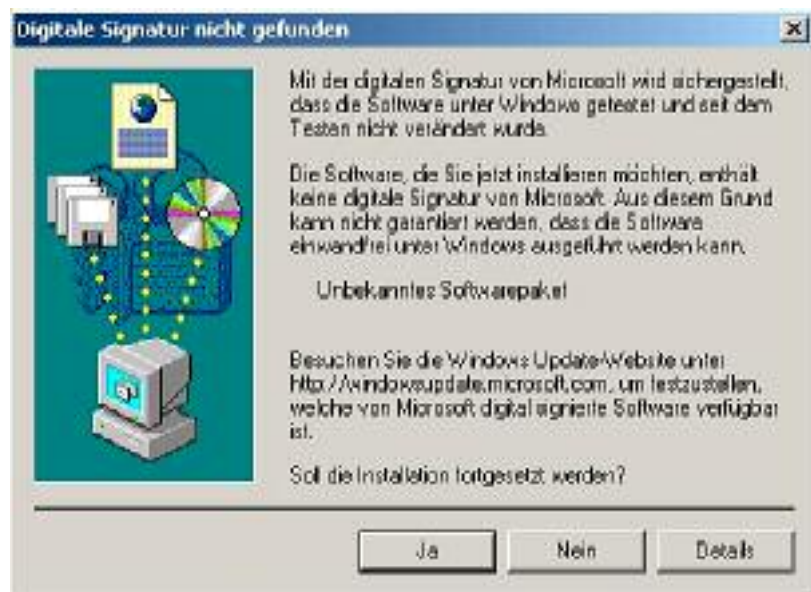 Digitale Signatur nicht gefunden
Mit der digitalen Signatur von Microsoft wird sichergestellt,
dass die Software unter Windows getestet und seit dem
Testen nicht verändert wurde.
Die Software, die Sie jetzt installieren möchten, enthält
keine digitale Signatur von Microsoft. Aus diesem Grund
kann nicht garantiert werden, dass die Software
einwandfrei unter Windows ausgeführt werden kann.
Unbekanntes Softwarepaket
Besuchen Sie die Windows Update-Website unter
http://windowsupdate.microsoft.com, um festzustellen,
welche von Microsoft digital signierte Software verfügbar
ist.
Soll die Installation fortgesetzt werden?
Ja
Nein
Details